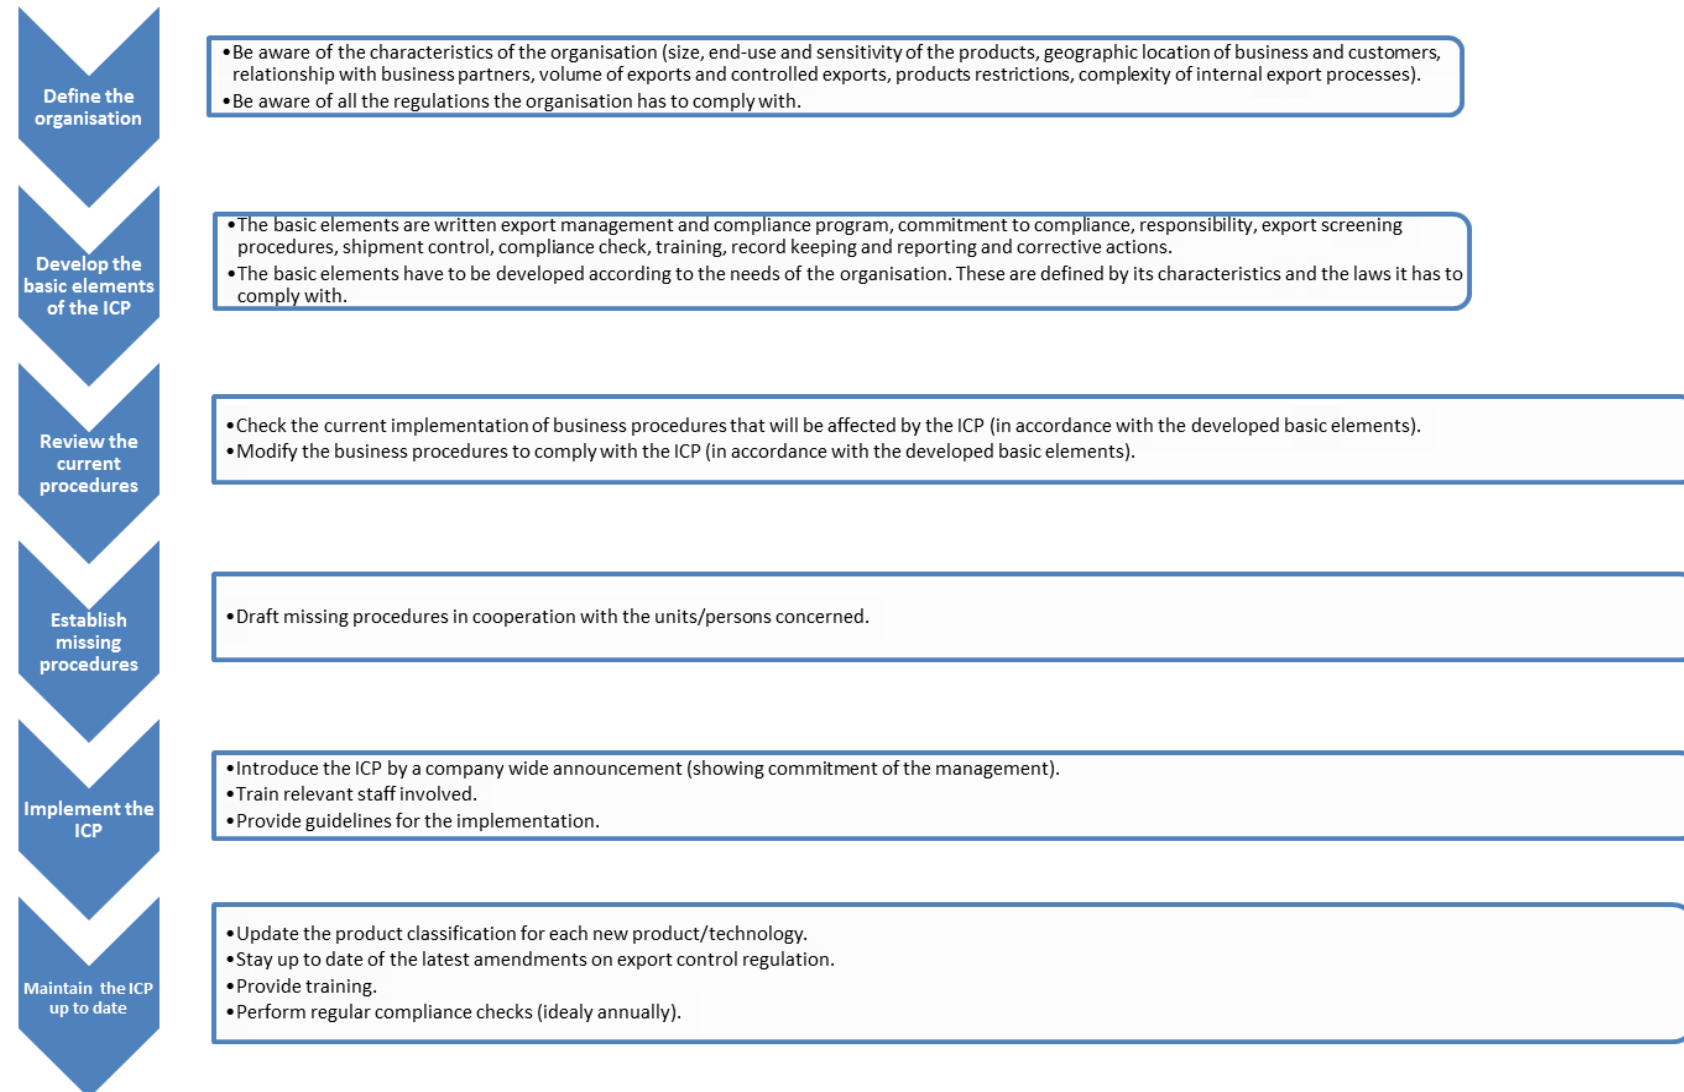 Define the
organisation
•Be aware of the characteristics of the organisation (size, end-use and sensitivity of the products, geographic location of business and customers,
relationship with business partners, volume of exports and controlled exports, products restrictions, complexity of internal export processes).
•Be aware of all the regulations the organisation has to comply with.
Develop the
basic elements
of the ICP
•The basic elements are written export management and compliance program, commitment to compliance, responsibility, export screening
procedures, shipment control, compliance check, training, record keeping and reporting and corrective actions.
•The basic elements have to be developed according to the needs of the organisation. These are defined by its characteristics and the laws it has to
comply with.
Review the
current
procedures
•Check the current implementation of business procedures that will be affected by the ICP (in accordance with the developed basic elements).
•Modify the business procedures to comply with the ICP (in accordance with the developed basic elements).
Establish
missing
procedures
•Draft missing procedures in cooperation with the units/persons concerned.
Implement the
ICP
•Introduce the ICP by a company wide announcement (showing commitment of the management).
•Train relevant staff involved.
•Provide guidelines for the implementation.
Maintain the ICP
up to date
•Update the product classification for each new product/technology.
•Stay up to date of the latest amendments on export control regulation.
•Provide training.
•Perform regular compliance checks (idealy annually).